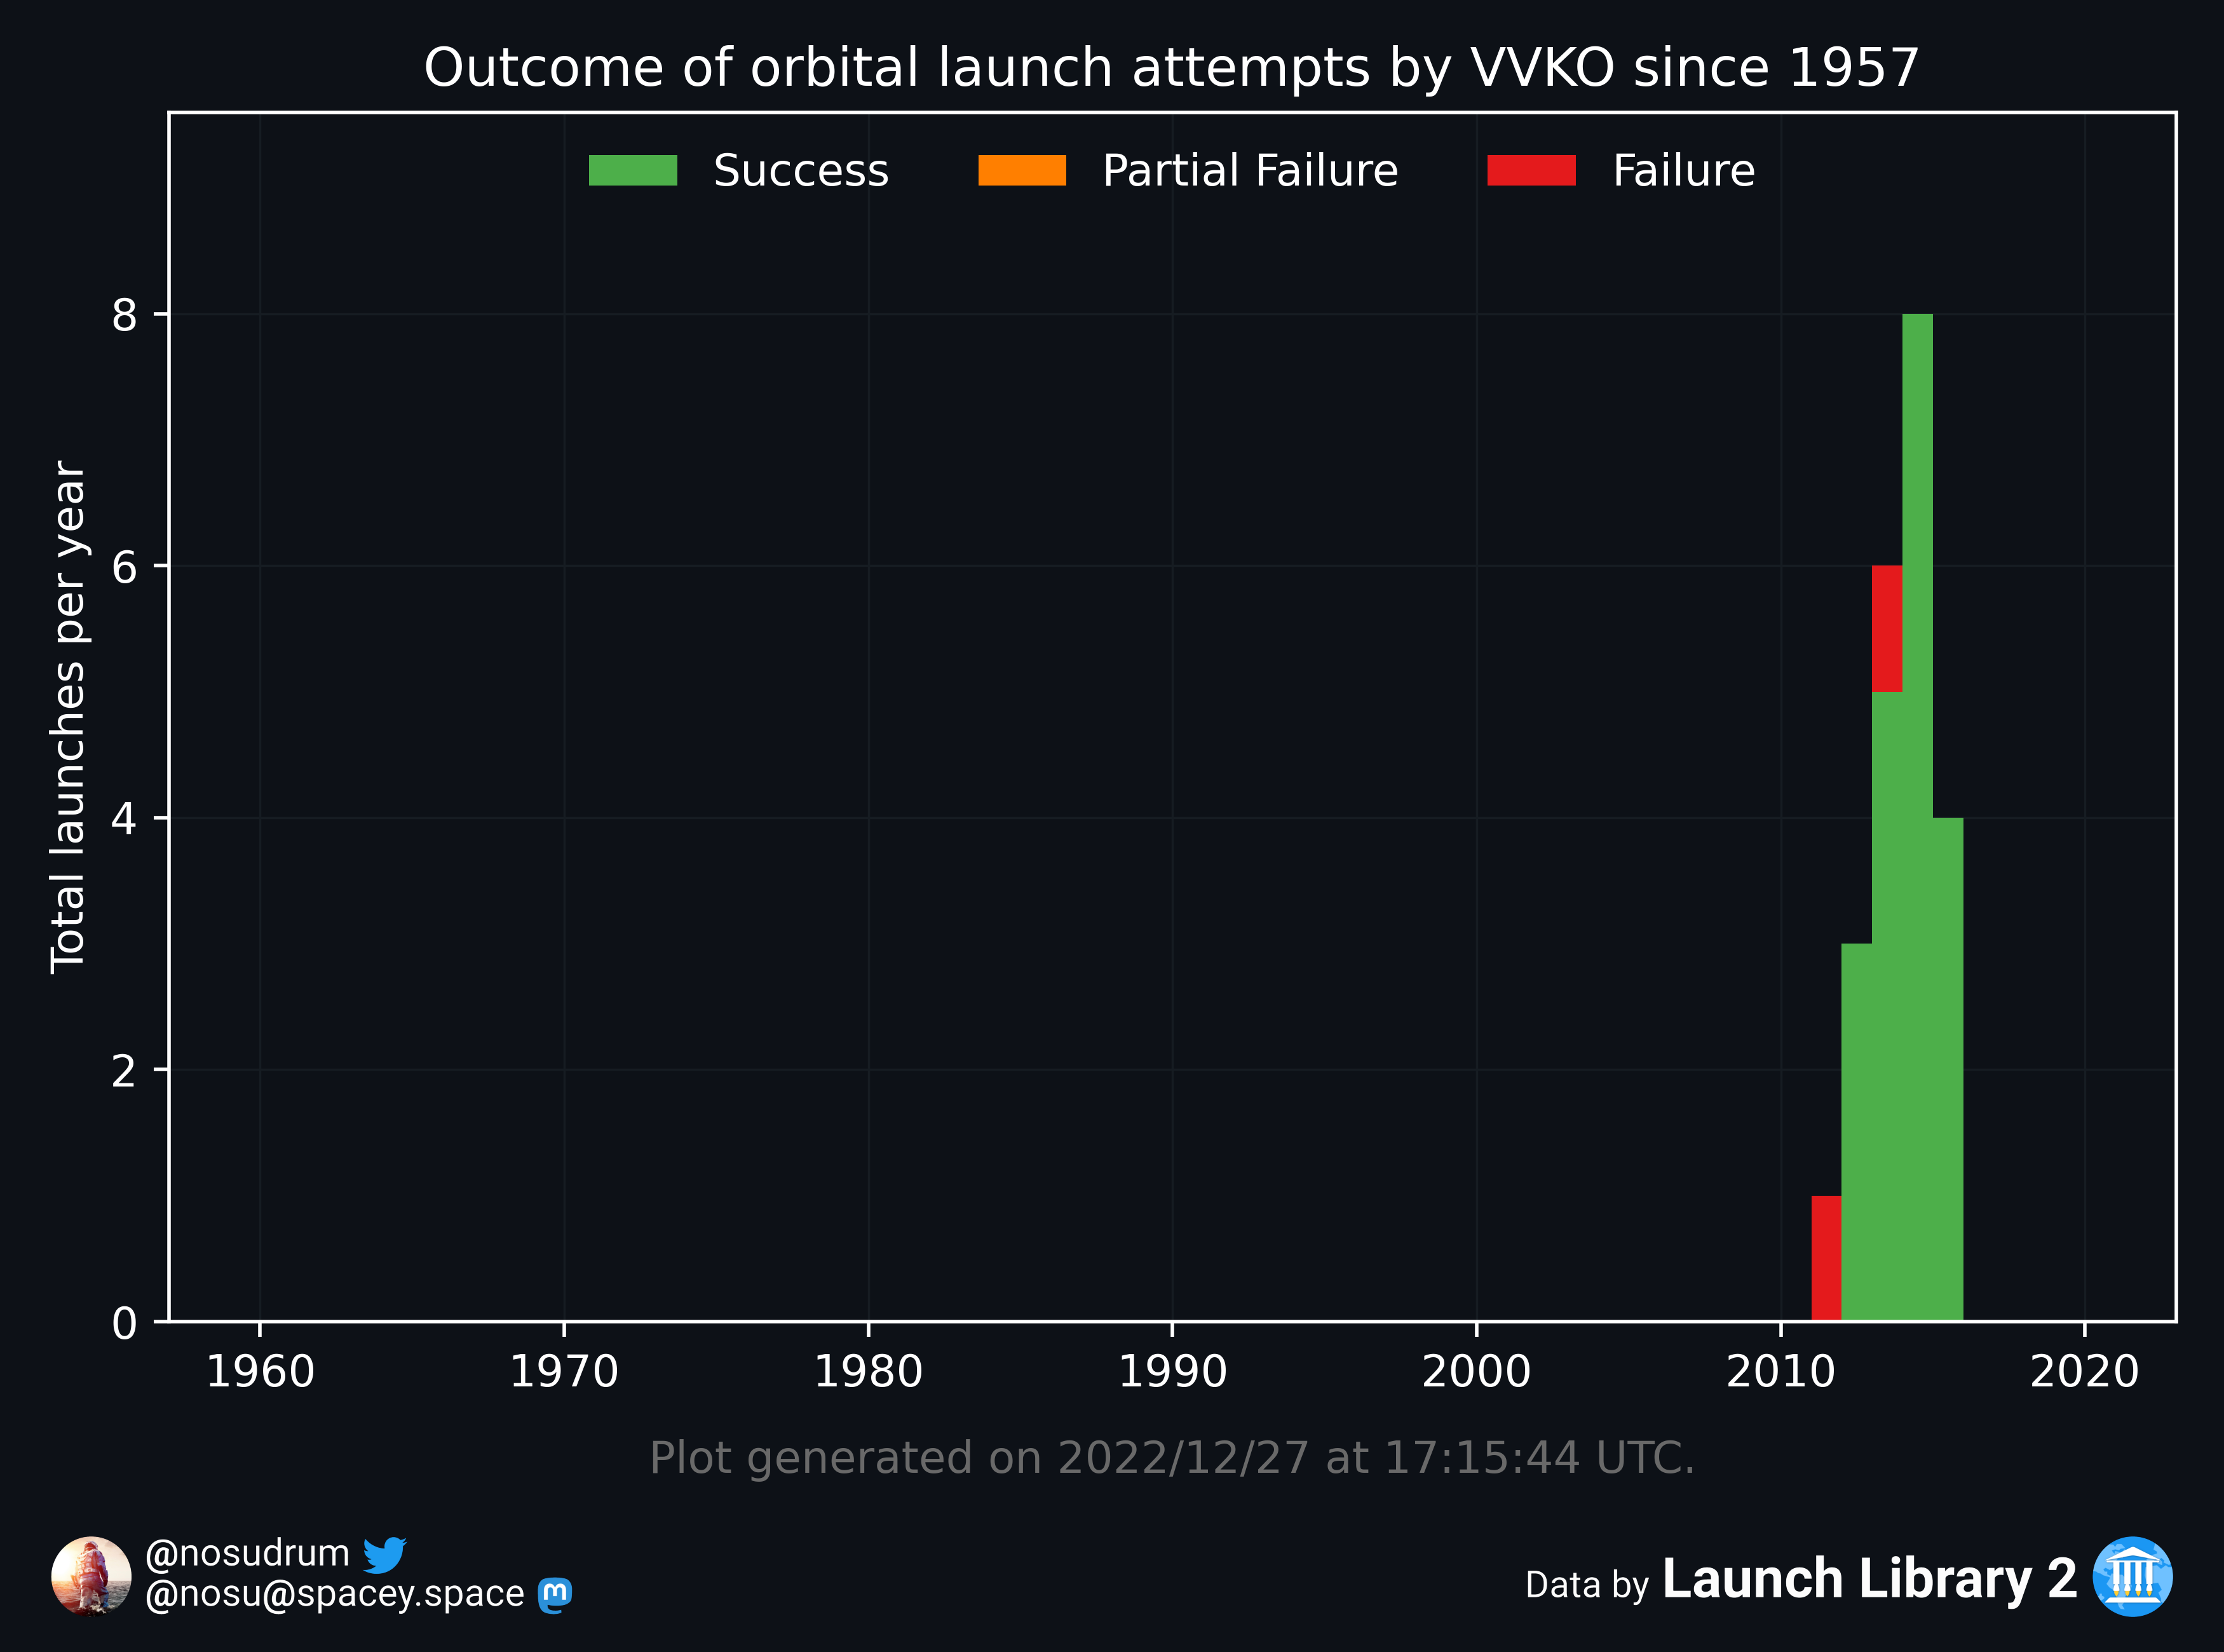 Outcome of orbital launch attempts by VVKO since 1957
Success Partial Failure Failure
Total launches per year
8
6
4
2
0
1960 1970 1980 1990 2000 2010 2020
Plot generated on 2022/12/27 at 17:15:44 UTC.
@nosudrum
@nosu@spacey.space
Data by Launch Library 2